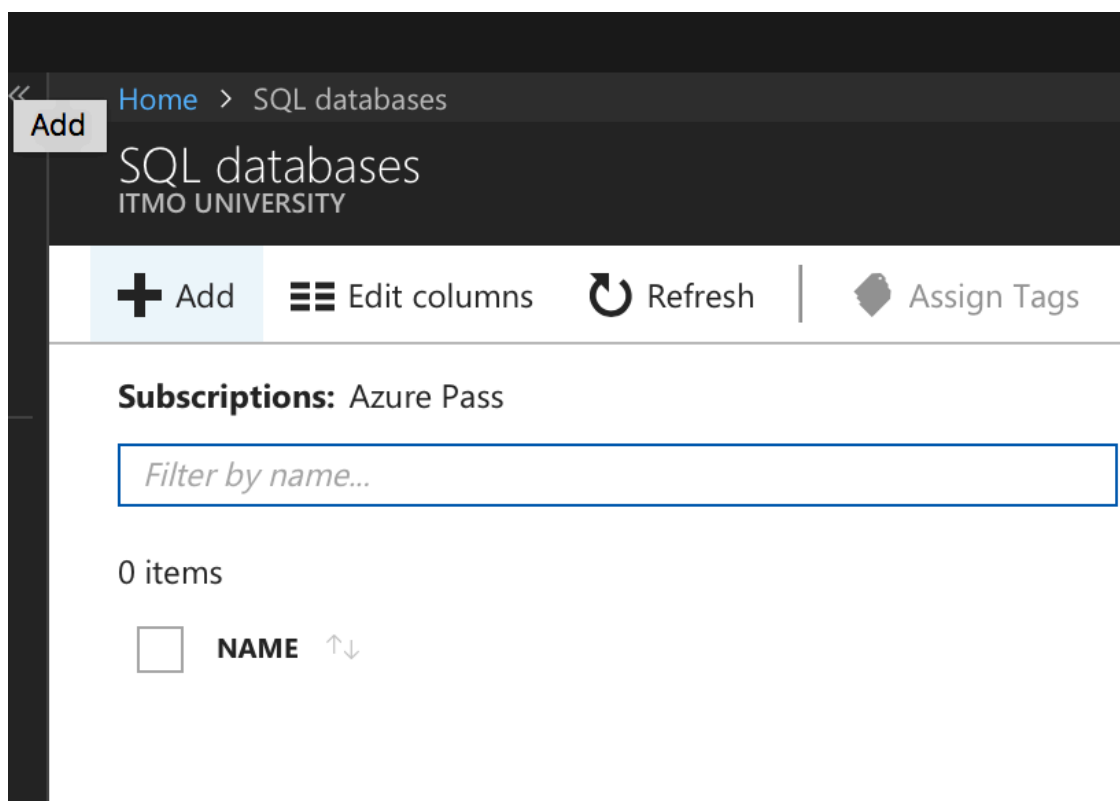 Home > SQL databases
Add
SQL databases
ITMO UNIVERSITY
Add Edit columns Refresh Assign Tags
Subscriptions: Azure Pass
Filter by name...
0 items
NAME